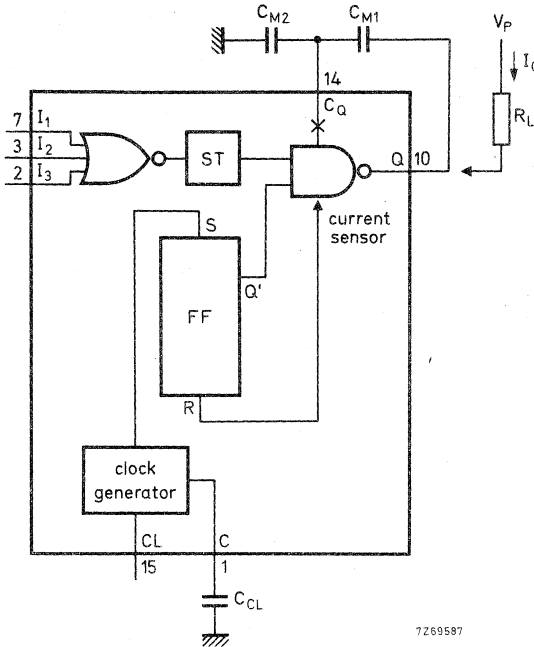 C_M2 C_M1
V_P
I_Q
R_L
14
C_Q
7 I_1
3 I_2
2 I_3
ST
Q 10
current
sensor
S
Q'
FF
R
clock
generator
CL C
15 1
C_CL
7Z69587